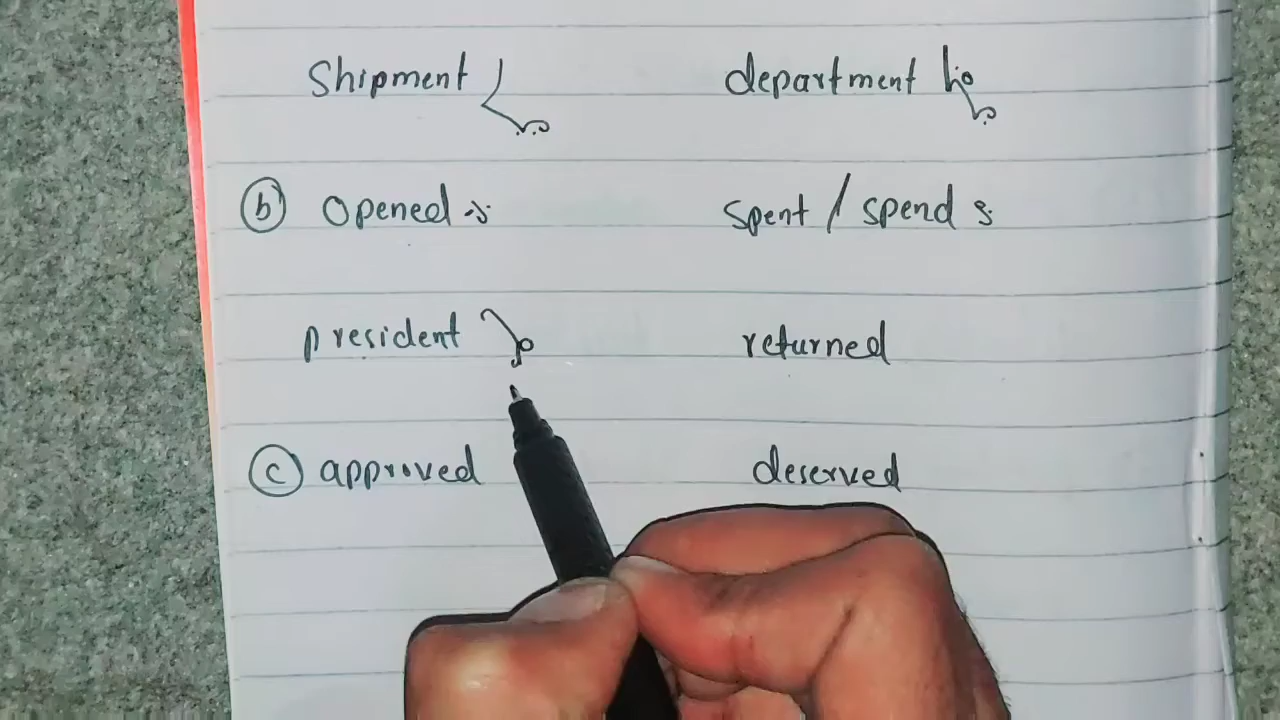 Shipment department
(b) Opened spent / spend
president returned
(c) approved deserved